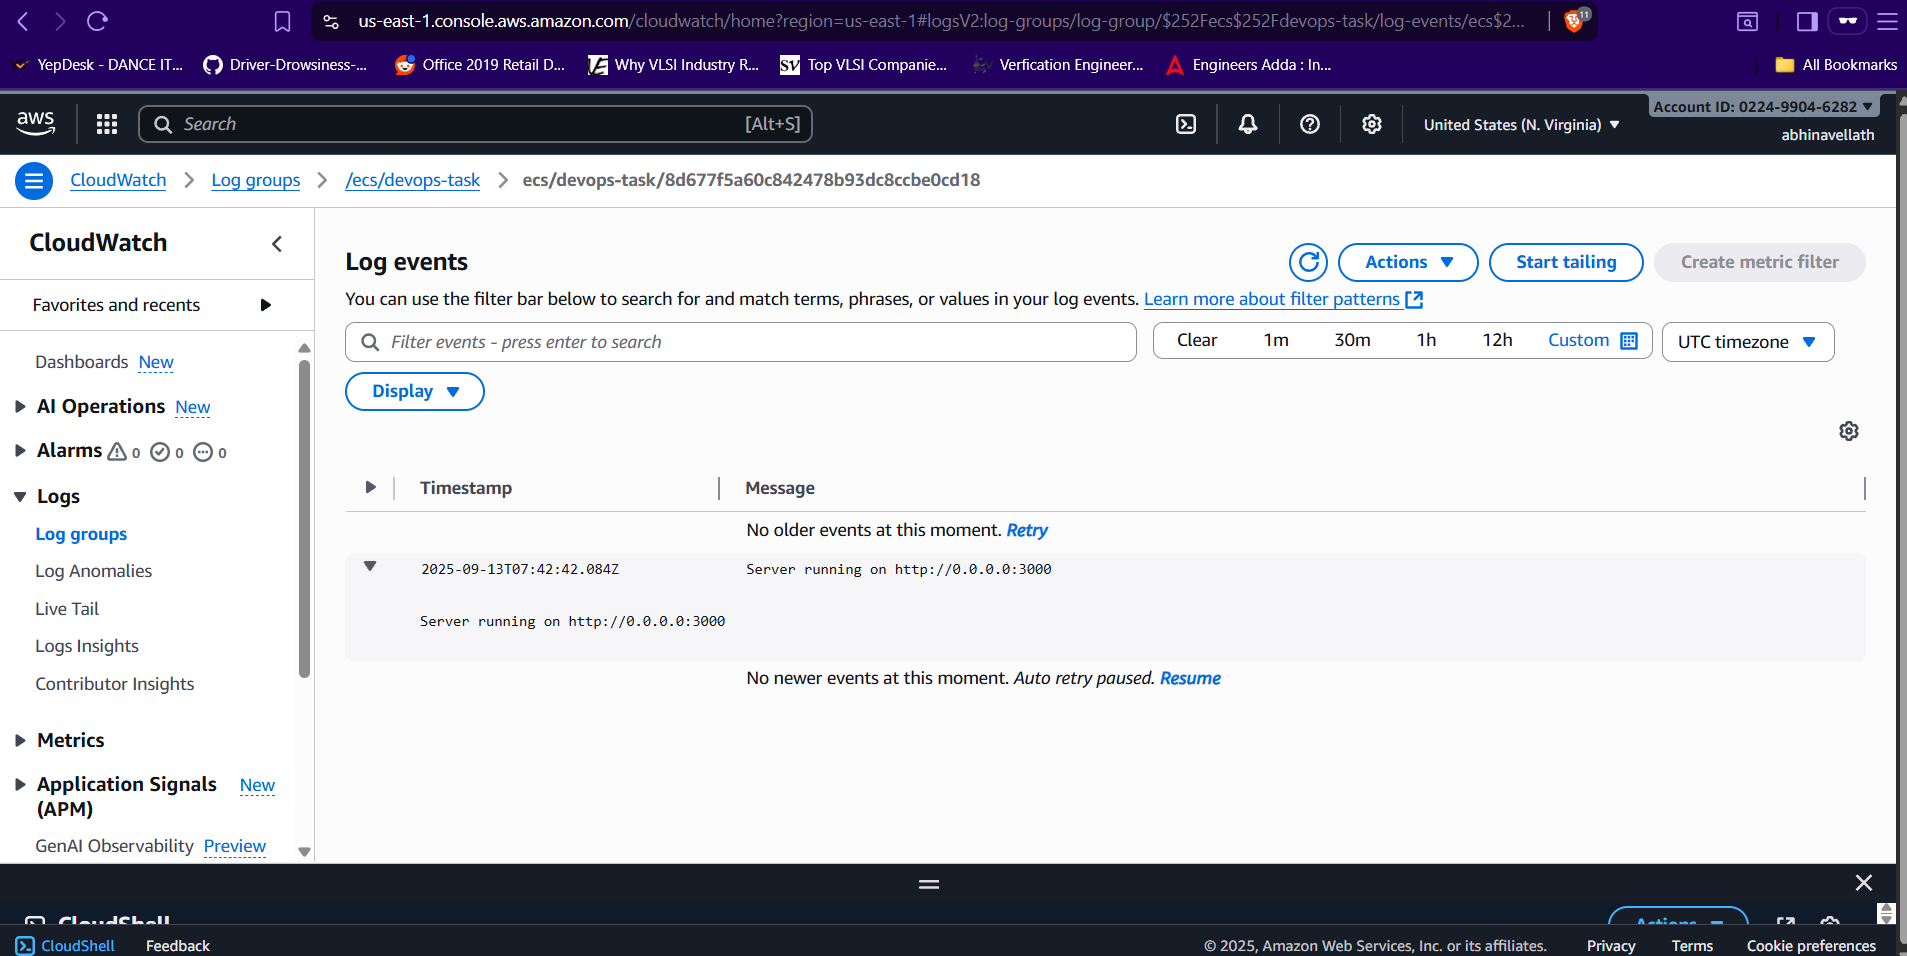 us-east-1.console.aws.amazon.com/cloudwatch/home?region=us-east-1#logsV2:log-groups/log-group/$252Fecs$252Fdevops-task/log-events/ecs$2... 11
YepDesk - DANCE IT... Driver-Drowsiness-... Office 2019 Retail D... Why VLSI Industry R... SV Top VLSI Companie... Verfication Engineer... Engineers Adda : In... All Bookmarks
aws Search [Alt+S] United States (N. Virginia) Account ID: 0224-9904-6282
abhinavellath
CloudWatch Log groups /ecs/devops-task ecs/devops-task/8d677f5a60c842478b93dc8ccbe0cd18
CloudWatch
Favorites and recents
Dashboards New
AI Operations New
Alarms 0 0 0
Logs
Log groups
Log Anomalies
Live Tail
Logs Insights
Contributor Insights
Metrics
Application Signals New
(APM)
GenAI Observability Preview
Log events
Actions Start tailing Create metric filter
You can use the filter bar below to search for and match terms, phrases, or values in your log events. Learn more about filter patterns
Filter events - press enter to search Clear 1m 30m 1h 12h Custom UTC timezone
Display
Timestamp Message
No older events at this moment. Retry
2025-09-13T07:42:42.084Z Server running on http://0.0.0.0:3000
Server running on http://0.0.0.0:3000
No newer events at this moment. Auto retry paused. Resume
CloudShell Actions
CloudShell Feedback © 2025, Amazon Web Services, Inc. or its affiliates. Privacy Terms Cookie preferences